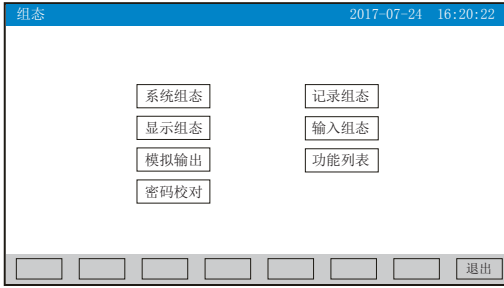 组态 2017-07-24 16:20:22
系统组态 记录组态
显示组态 输入组态
模拟输出 功能列表
密码校对
退出